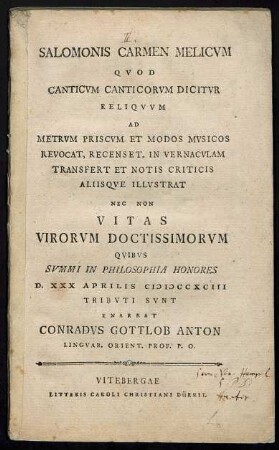 II.
SALOMONIS CARMEN MELICVM
QVOD
CANTICVM CANTICORVM DICITVR
RELIQVVM
AD
METRVM PRISCVM ET MODOS MVSICOS
REVOCAT, RECENSET, IN VERNACVLAM
TRANSFERT ET NOTIS CRITICIS
ALIISQVE ILLVSTRAT
NEC NON
VITAS
VIRORVM DOCTISSIMORVM
QVIBVS
SVMMI IN PHILOSOPHIA HONORES
D. XXX APRILIS CIƆIƆCCXCIII
TRIBVTI SVNT
ENARRAT
CONRADVS GOTTLOB ANTON
LINGVAR. ORIENT. PROF. P. O.
VITEBERGAE
LITTERIS CAROLI CHRISTIANI DÜRRII.